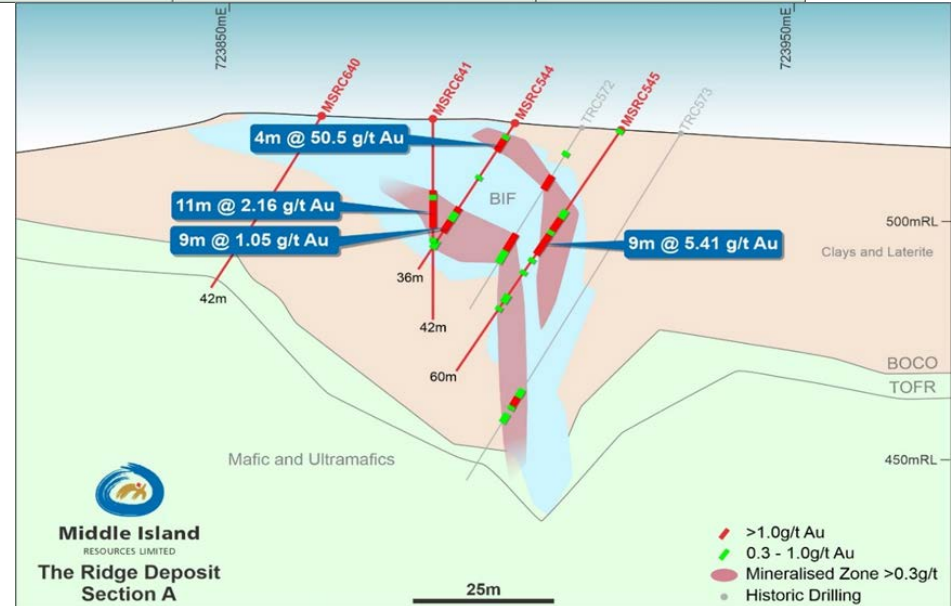 723850mE
723950mE
MSRC640
MSRC641
MSRC544
TRC572
MSRC545
TRC573
4m @ 50.5 g/t Au
BIF
11m @ 2.16 g/t Au
9m @ 1.05 g/t Au
9m @ 5.41 g/t Au
500mRL
Clays and Laterite
36m
42m
42m
60m
BOCO
TOFR
Mafic and Ultramafics
450mRL
Middle Island
RESOURCES LIMITED
The Ridge Deposit
Section A
25m
>1.0g/t Au
0.3 - 1.0g/t Au
Mineralised Zone >0.3g/t
Historic Drilling